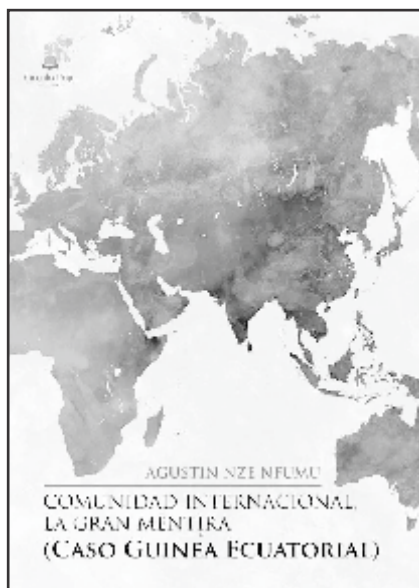 AGUSTIN NZE NFUMU
COMUNIDAD INTERNACIONAL
LA GRAN MENTIRA
(CASO GUINEA ECUATORIAL)